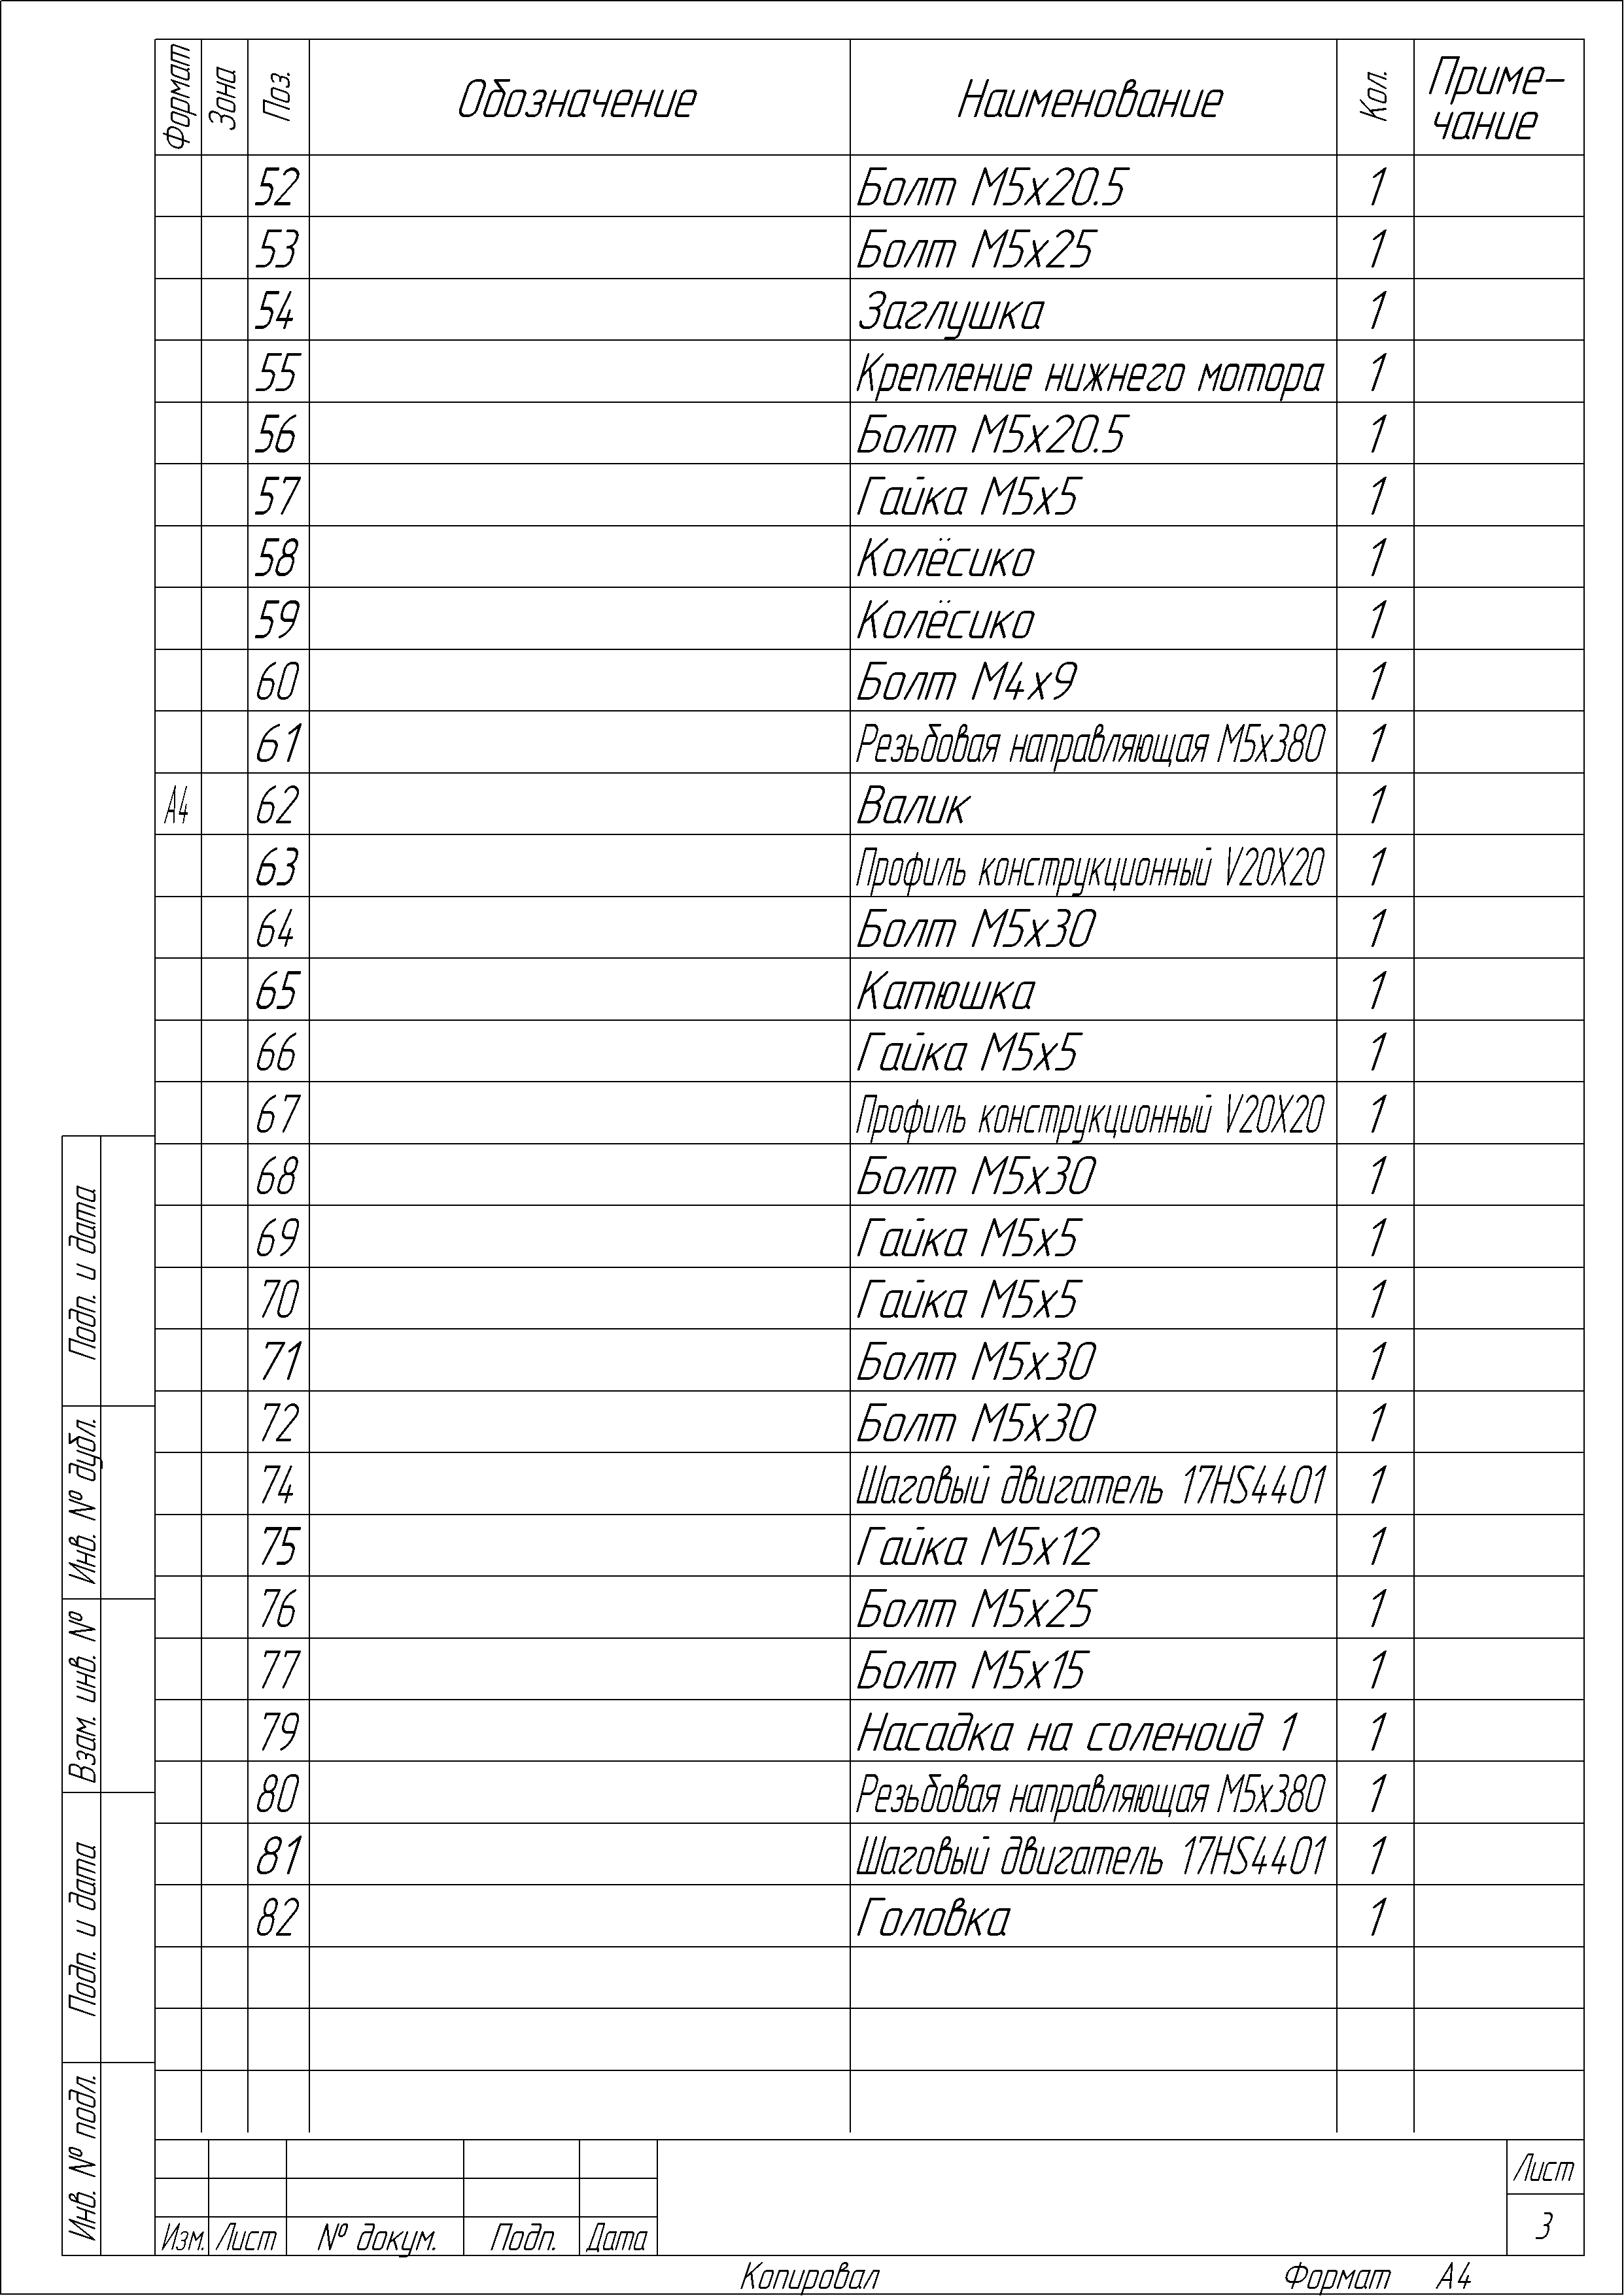 Формат Зона Поз. Обозначение Наименование Кол. Приме-
чание
52 Болт М5х20.5 1
53 Болт М5х25 1
54 Заглушка 1
55 Крепление нижнего мотора 1
56 Болт М5х20.5 1
57 Гайка М5х5 1
58 Колёсико 1
59 Колёсико 1
60 Болт М4х9 1
61 Резьбовая направляющая М5х380 1
А4 62 Валик 1
63 Профиль конструкционный V20X20 1
64 Болт М5х30 1
65 Катюшка 1
66 Гайка М5х5 1
67 Профиль конструкционный V20X20 1
68 Болт М5х30 1
69 Гайка М5х5 1
70 Гайка М5х5 1
71 Болт М5х30 1
72 Болт М5х30 1
74 Шаговый двигатель 17HS4401 1
75 Гайка М5х12 1
76 Болт М5х25 1
77 Болт М5х15 1
79 Насадка на соленоид 1 1
80 Резьбовая направляющая М5х380 1
81 Шаговый двигатель 17HS4401 1
82 Головка 1
Подп. и дата
Инв. № дубл.
Взам. инв. №
Подп. и дата
Инв. № подл.
Изм. Лист № докум. Подп. Дата
Лист
3
Копировал Формат А4